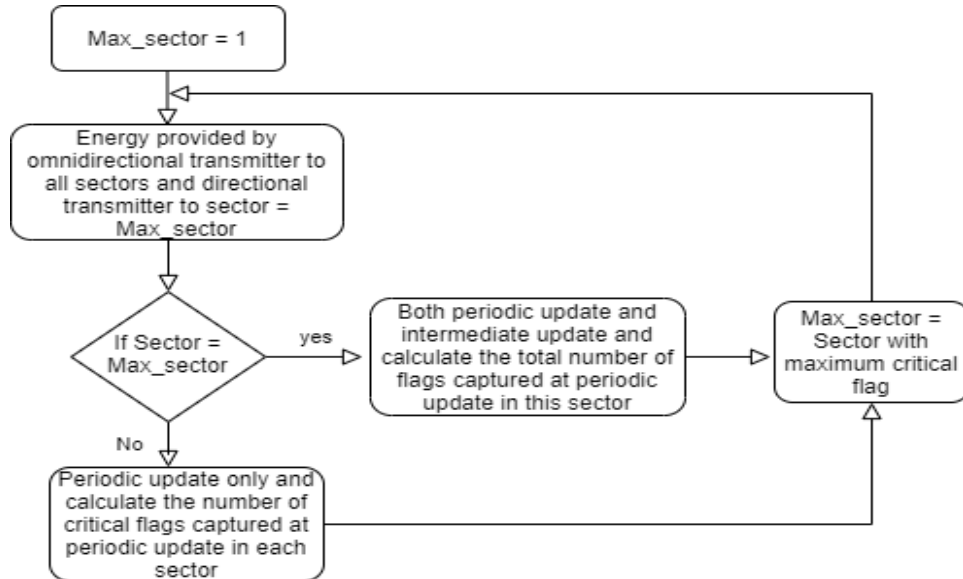 Max_sector = 1
Energy provided by
omnidirectional transmitter to
all sectors and directional
transmitter to sector =
Max_sector
If Sector =
Max_sector
yes
Both periodic update and
intermediate update and
calculate the total number of
flags captured at periodic
update in this sector
Max_sector =
Sector with
maximum critical
flag
No
Periodic update only and
calculate the number of
critical flags captured at
periodic update in each
sector